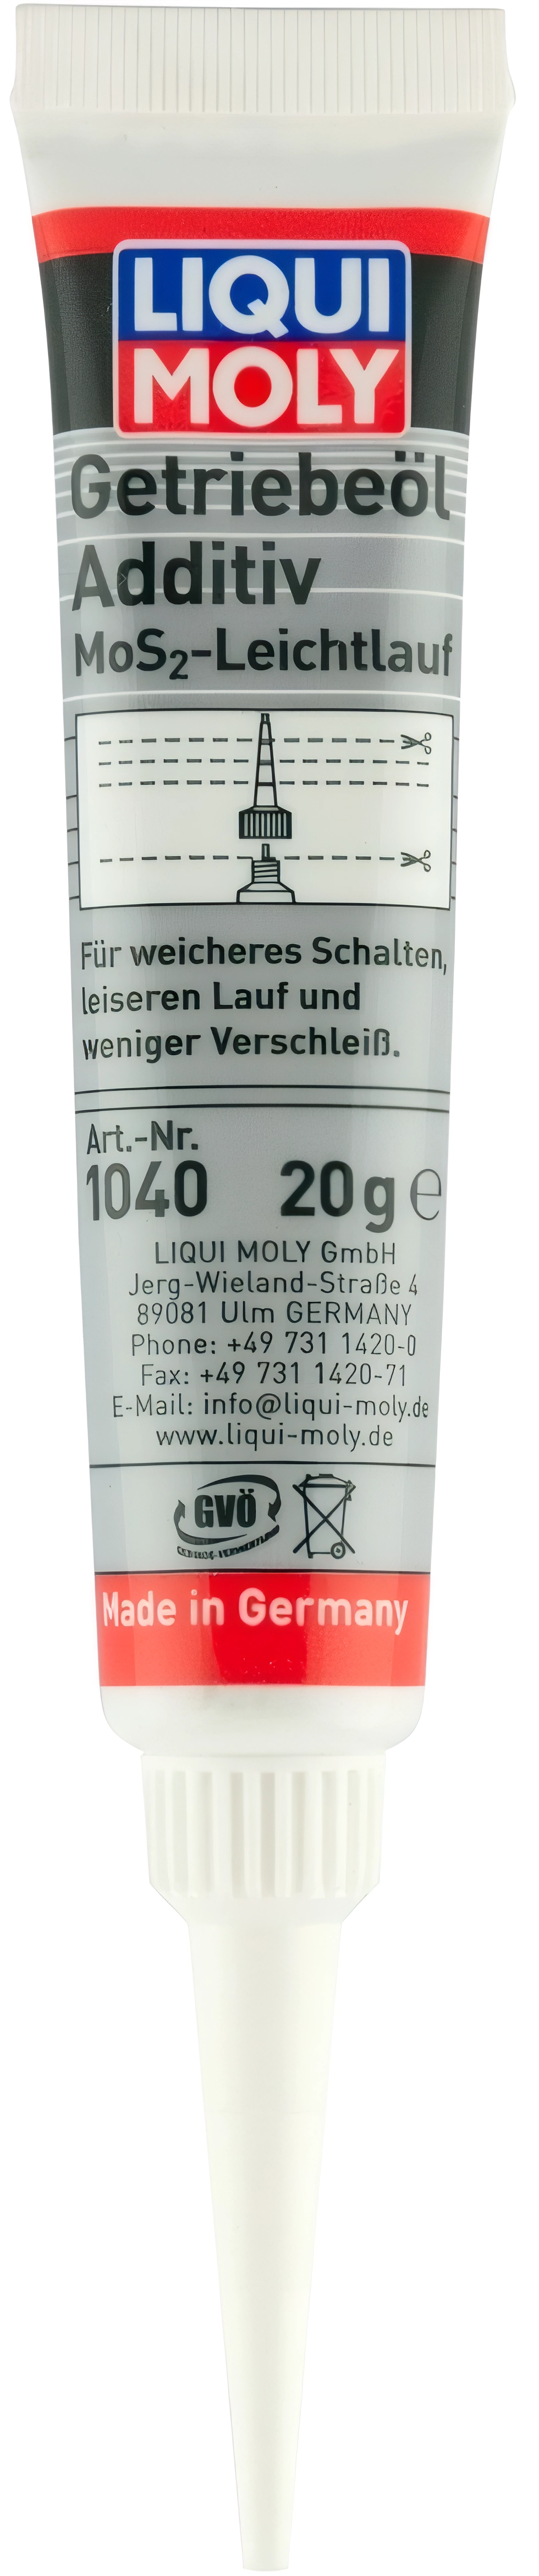 LIQUI
MOLY
Getriebeöl
Additiv
MoS₂-Leichtlauf
Für weicheres Schalten,
leiseren Lauf und
weniger Verschleiß.
Art.-Nr.
1040 20g ℮
LIQUI MOLY GmbH
Jerg-Wieland-Straße 4
89081 Ulm GERMANY
Phone: +49 731 1420-0
Fax: +49 731 1420-71
E-Mail: info@liqui-moly.de
www.liqui-moly.de
GVÖ
Made in Germany